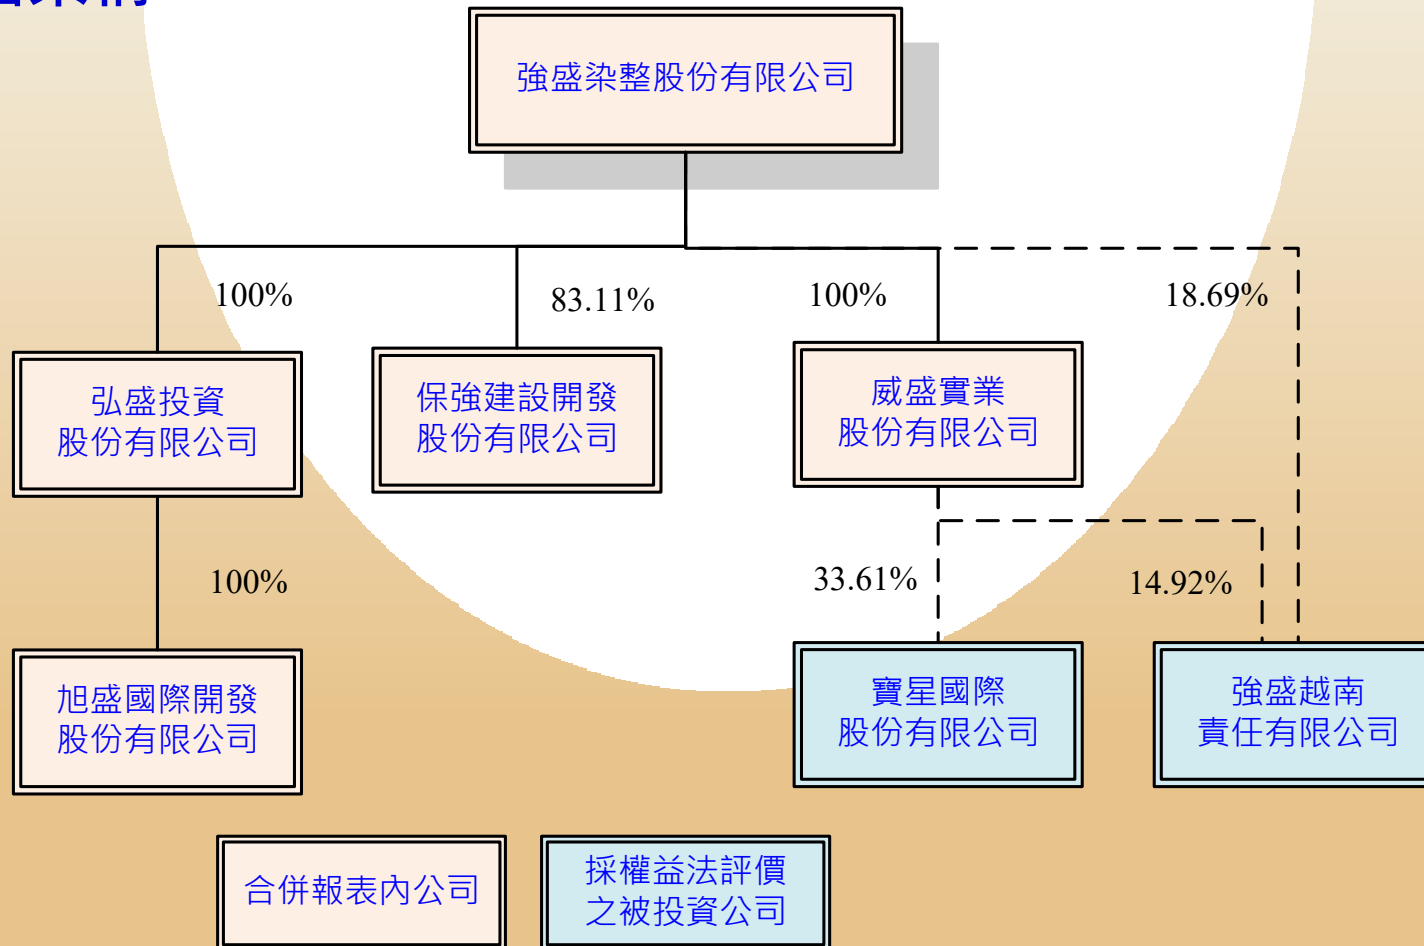 強盛染整股份有限公司
100%
83.11%
100%
18.69%
弘盛投資
股份有限公司
保強建設開發
股份有限公司
威盛實業
股份有限公司
100%
33.61%
14.92%
旭盛國際開發
股份有限公司
寶星國際
股份有限公司
強盛越南
責任有限公司
合併報表內公司
採權益法評價
之被投資公司